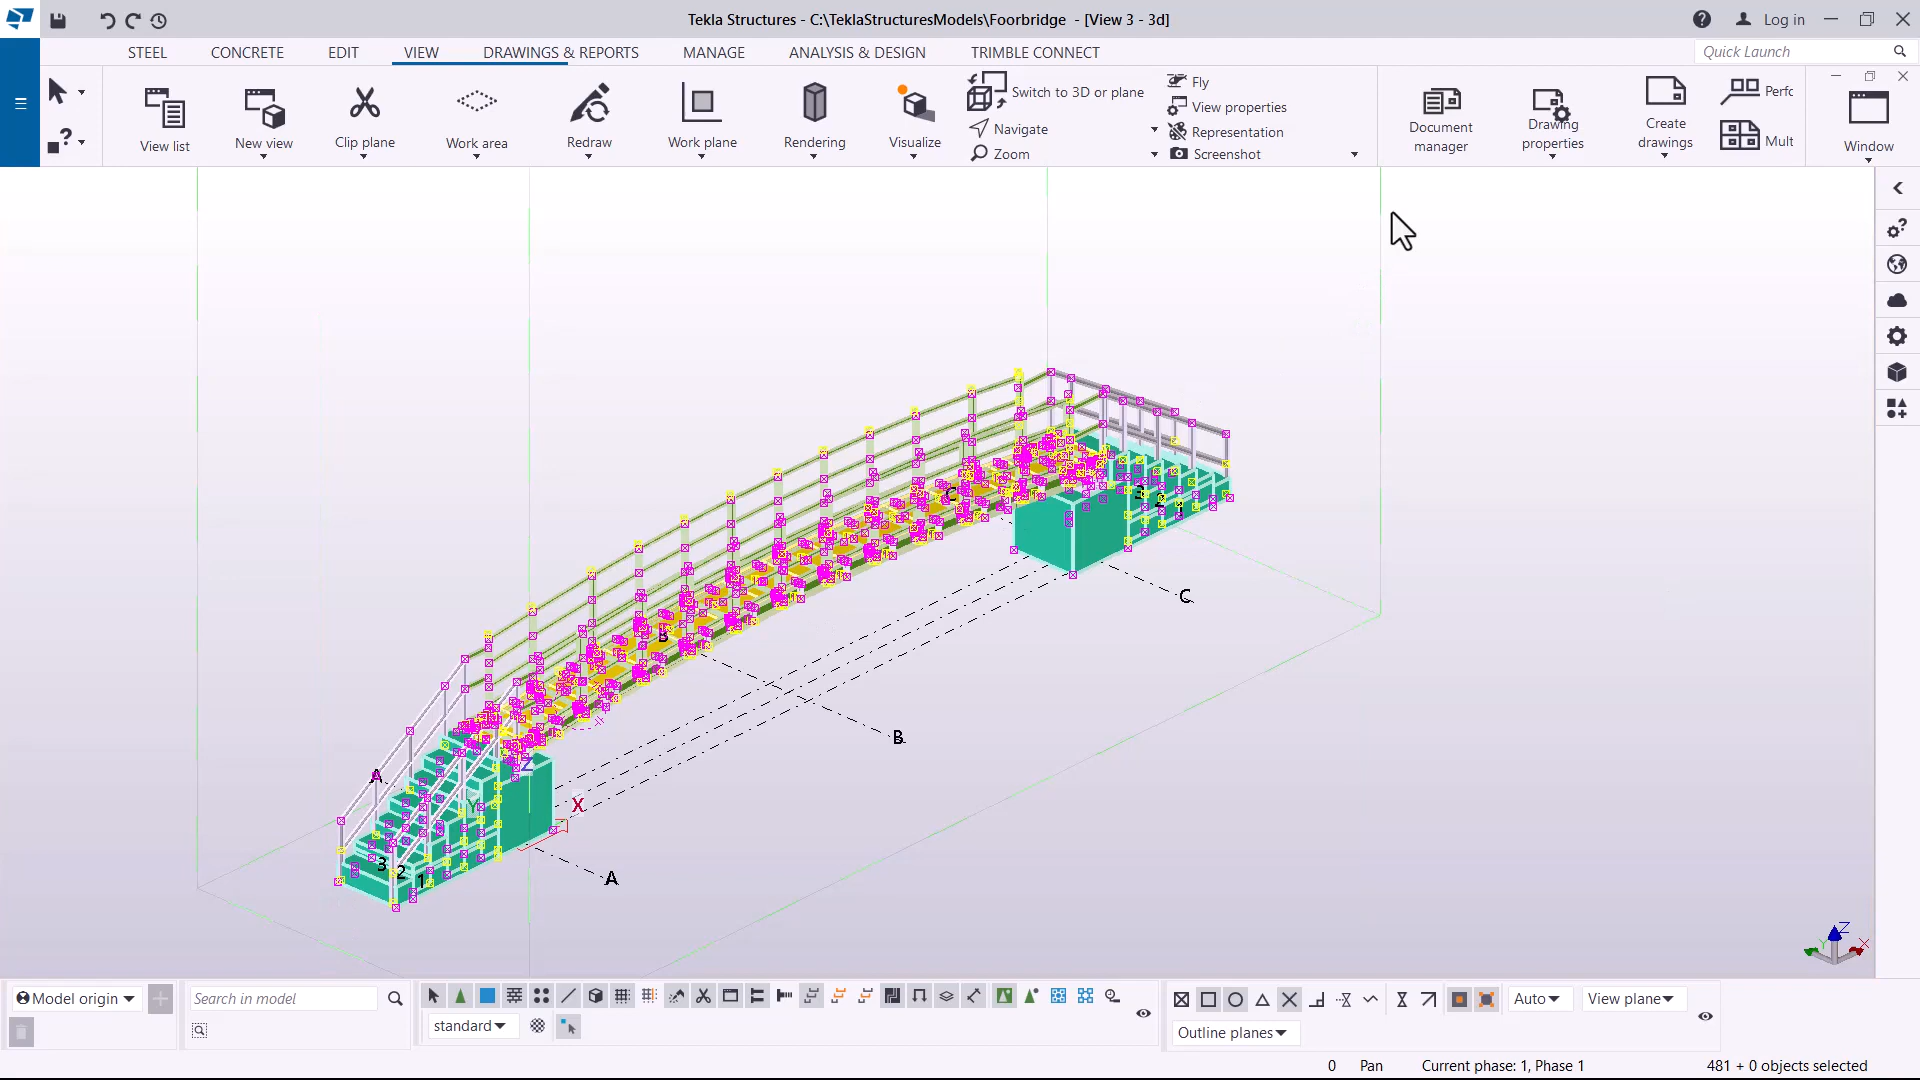 Tekla Structures - C:\TeklaStructuresModels\Foorbridge - [View 3 - 3d]
Log in
STEEL CONCRETE EDIT VIEW DRAWINGS & REPORTS MANAGE ANALYSIS & DESIGN TRIMBLE CONNECT
Quick Launch
View list
New view
Clip plane
Work area
Redraw
Work plane
Rendering
Visualize
Switch to 3D or plane
Navigate
Zoom
Fly
View properties
Representation
Screenshot
Document
manager
Drawing
properties
Create
drawings
Perfc
Mult
Window
C
3
2
1
C
B
B
A
Z
Y
X
3
2
1
A
Z
Y
X
Model origin
Search in model
standard
Auto
View plane
Outline planes
0 Pan Current phase: 1, Phase 1 481 + 0 objects selected